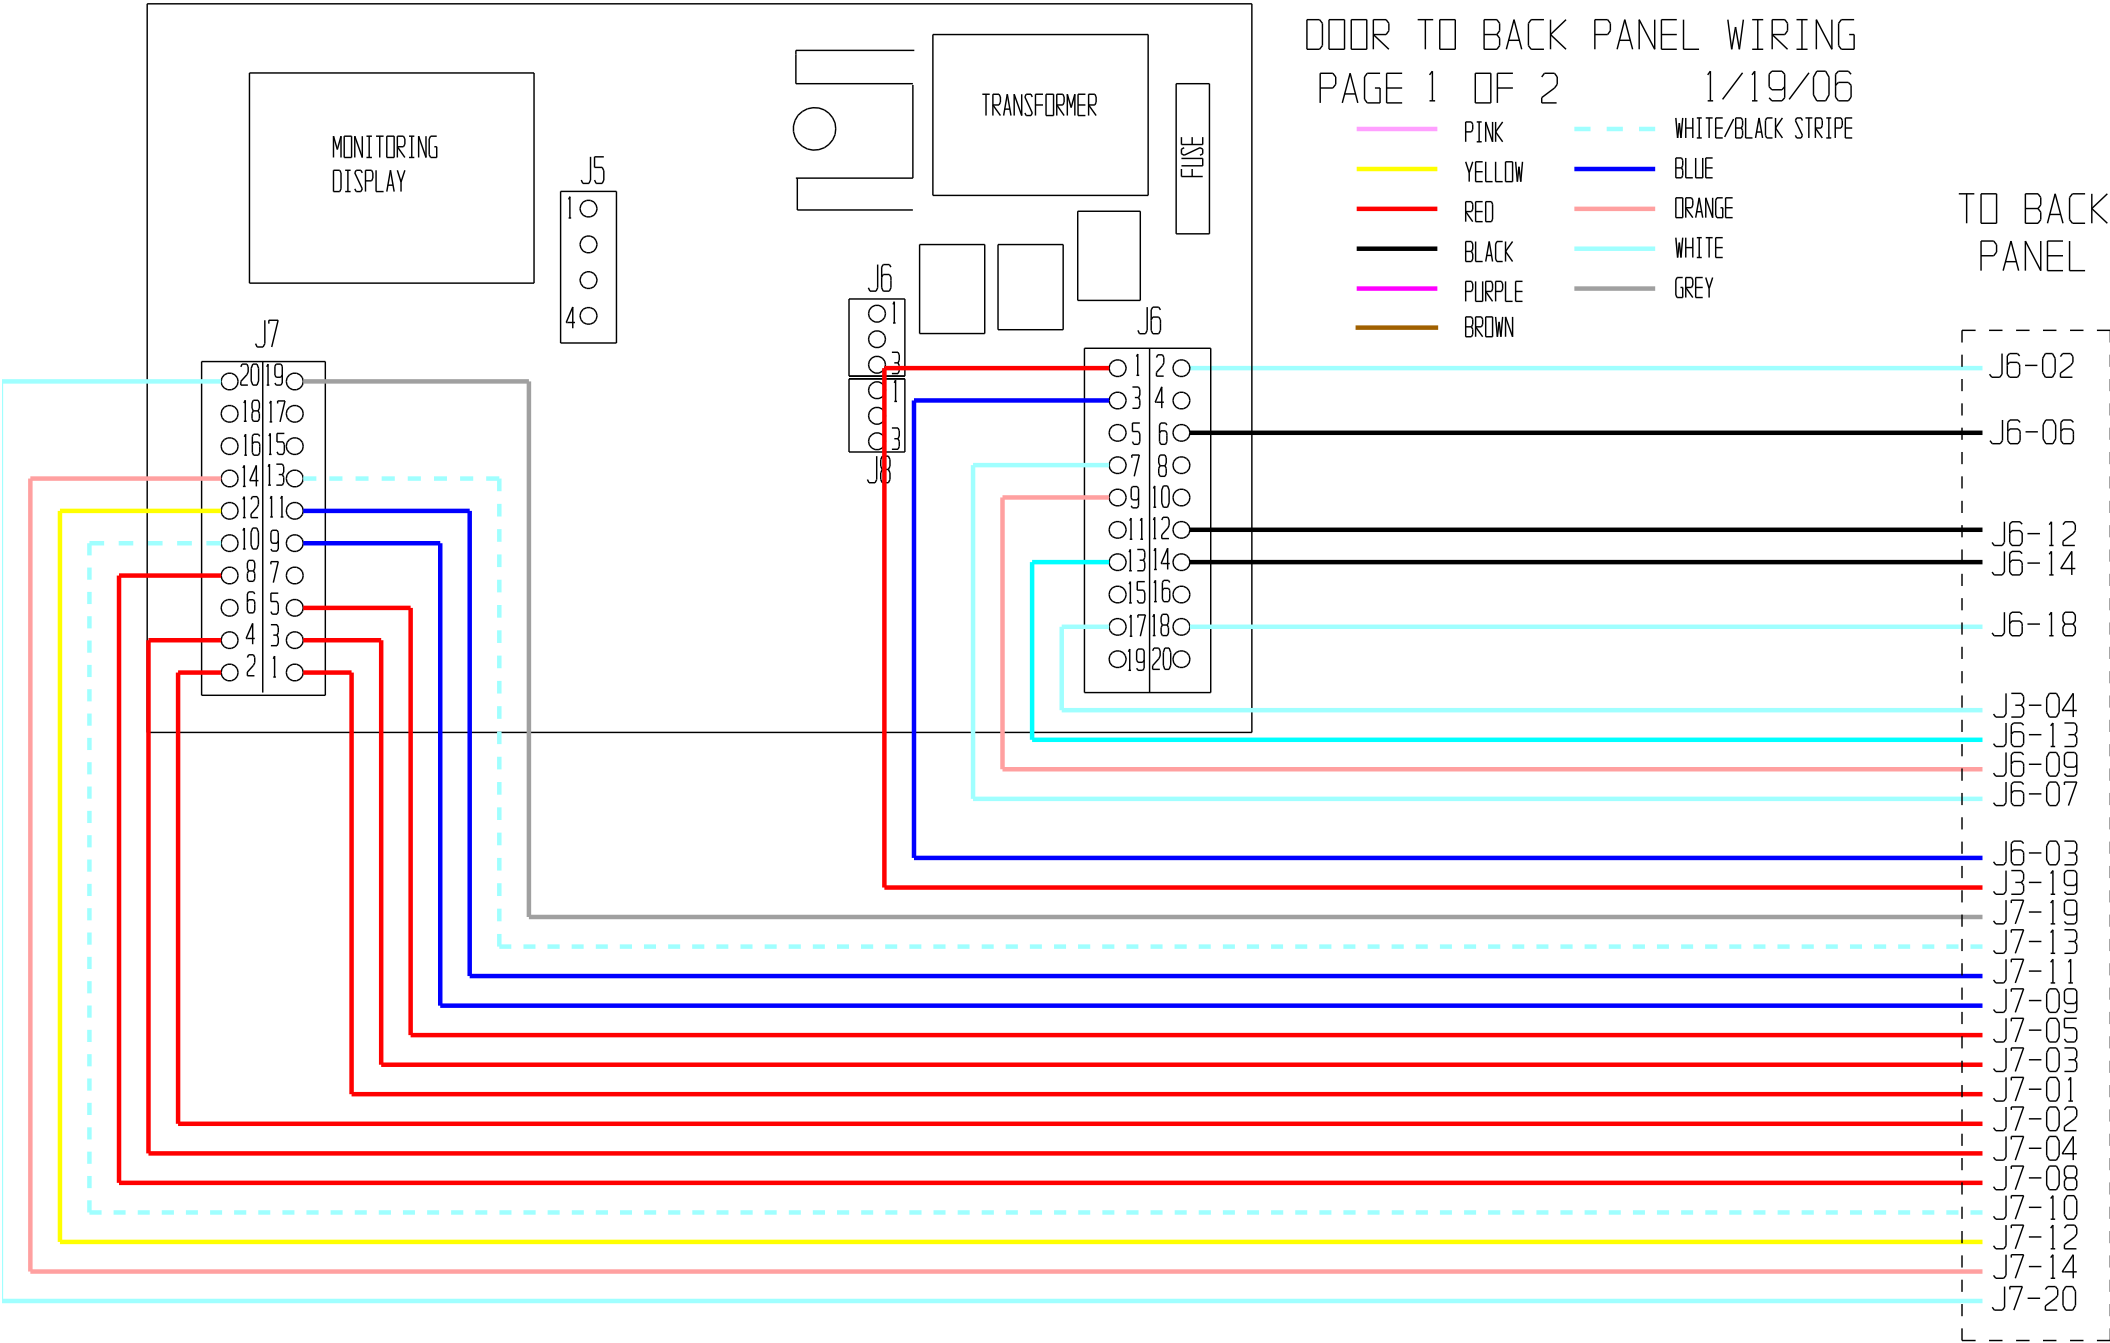 DOOR TO BACK PANEL WIRING
PAGE 1 OF 2 1/19/06
PINK WHITE/BLACK STRIPE
YELLOW BLUE
RED ORANGE
BLACK WHITE
PURPLE GREY
BROWN
MONITORING
DISPLAY
TRANSFORMER
FUSE
J5
1
4
J6
1
3
1
3
J8
J7
20 19
18 17
16 15
14 13
12 11
10 9
8 7
6 5
4 3
2 1
J6
1 2
3 4
5 6
7 8
9 10
11 12
13 14
15 16
17 18
19 20
TO BACK
PANEL
J6-02
J6-06
J6-12
J6-14
J6-18
J3-04
J6-13
J6-09
J6-07
J6-03
J3-19
J7-19
J7-13
J7-11
J7-09
J7-05
J7-03
J7-01
J7-02
J7-04
J7-08
J7-10
J7-12
J7-14
J7-20